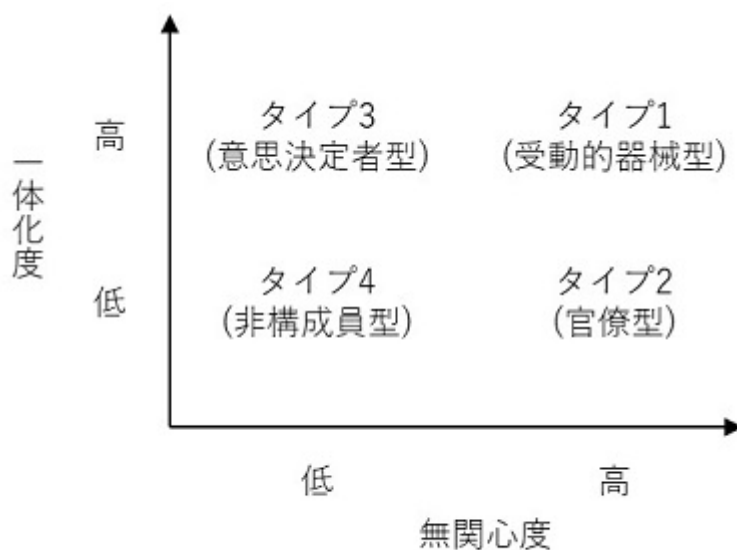 タイプ3
(意思決定者型)
タイプ1
(受動的器械型)
高
一体化度
低
タイプ4
(非構成員型)
タイプ2
(官僚型)
低
高
無関心度